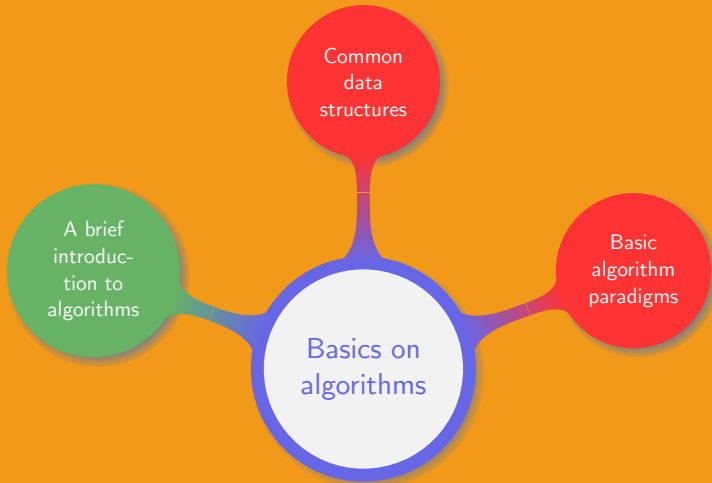 Common
data
structures
A brief
introduc-
tion to
algorithms
Basic
algorithm
paradigms
Basics on
algorithms